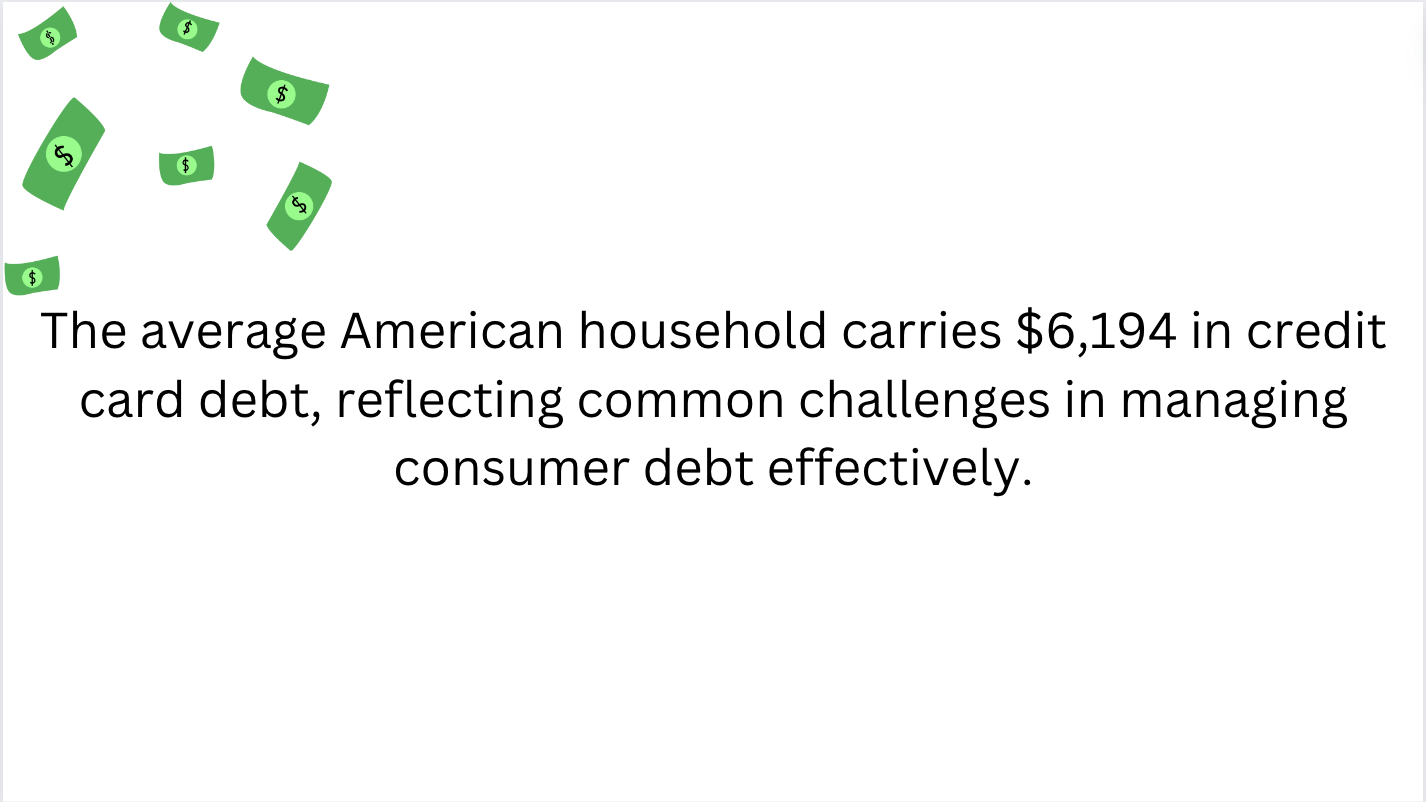 $
$
$
$
$
$
$
The average American household carries $6,194 in credit
card debt, reflecting common challenges in managing
consumer debt effectively.